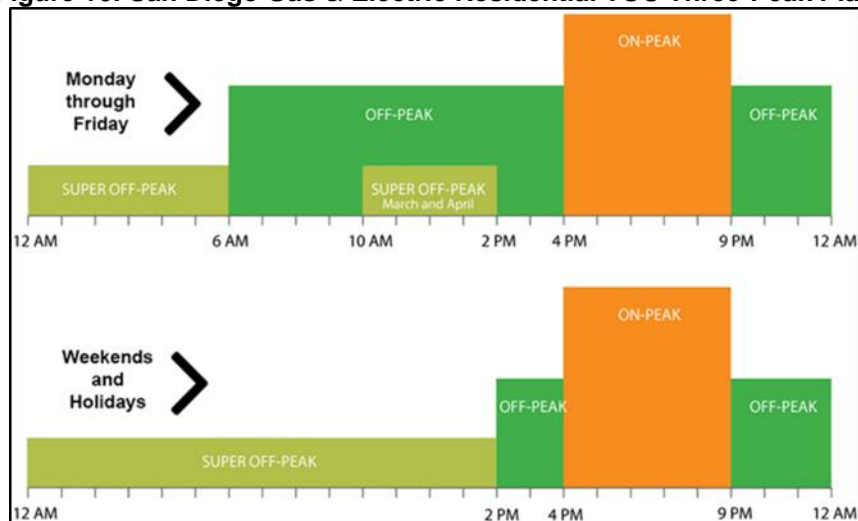 Monday
through
Friday
ON-PEAK
OFF-PEAK
OFF-PEAK
SUPER OFF-PEAK
SUPER OFF-PEAK
March and April
12 AM 6 AM 10 AM 2 PM 4 PM 9 PM 12 AM
Weekends
and
Holidays
ON-PEAK
OFF-PEAK
OFF-PEAK
SUPER OFF-PEAK
12 AM 2 PM 4 PM 9 PM 12 AM